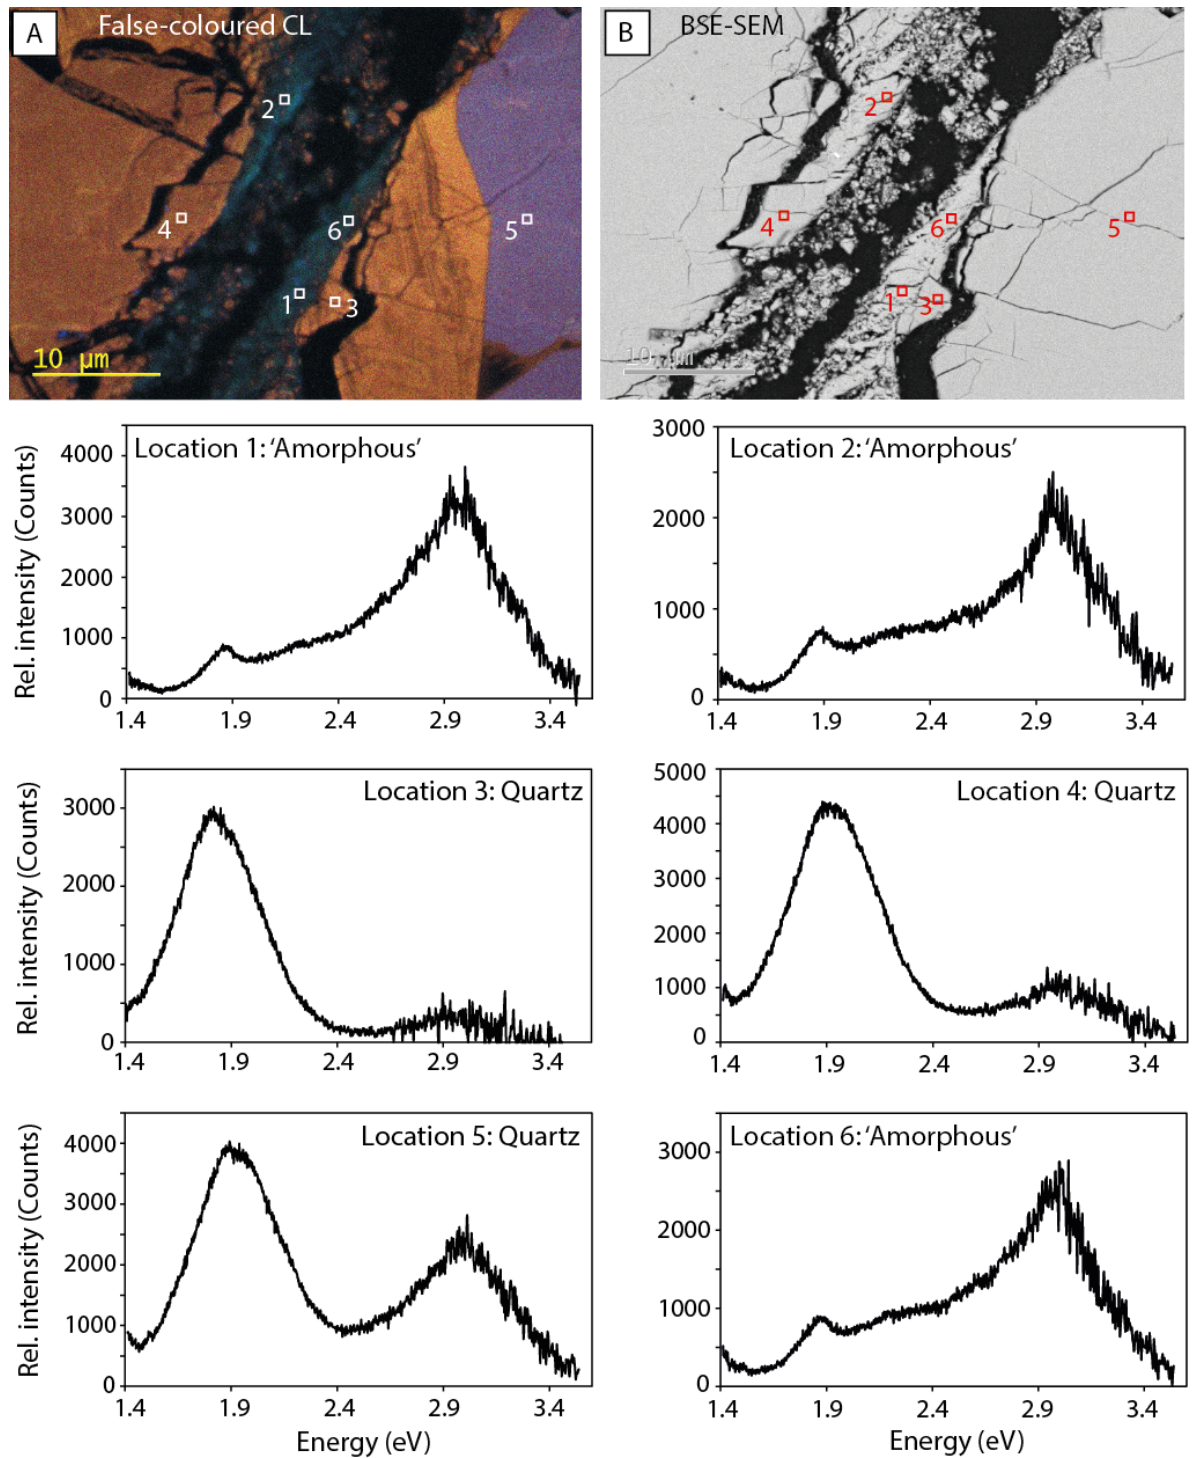 A
False-coloured CL
2
4
6
5
1
3
10 µm
B
BSE-SEM
2
4
6
5
1
3
10 µm
Location 1: ‘Amorphous’
Rel. intensity (Counts)
4000
3000
2000
1000
0
1.4 1.9 2.4 2.9 3.4
Location 2: ‘Amorphous’
3000
2000
1000
0
1.4 1.9 2.4 2.9 3.4
Location 3: Quartz
Rel. intensity (Counts)
3000
2000
1000
0
1.4 1.9 2.4 2.9 3.4
Location 4: Quartz
5000
4000
3000
2000
1000
0
1.4 1.9 2.4 2.9 3.4
Location 5: Quartz
Rel. intensity (Counts)
4000
3000
2000
1000
0
1.4 1.9 2.4 2.9 3.4
Energy (eV)
Location 6: ‘Amorphous’
3000
2000
1000
0
1.4 1.9 2.4 2.9 3.4
Energy (eV)